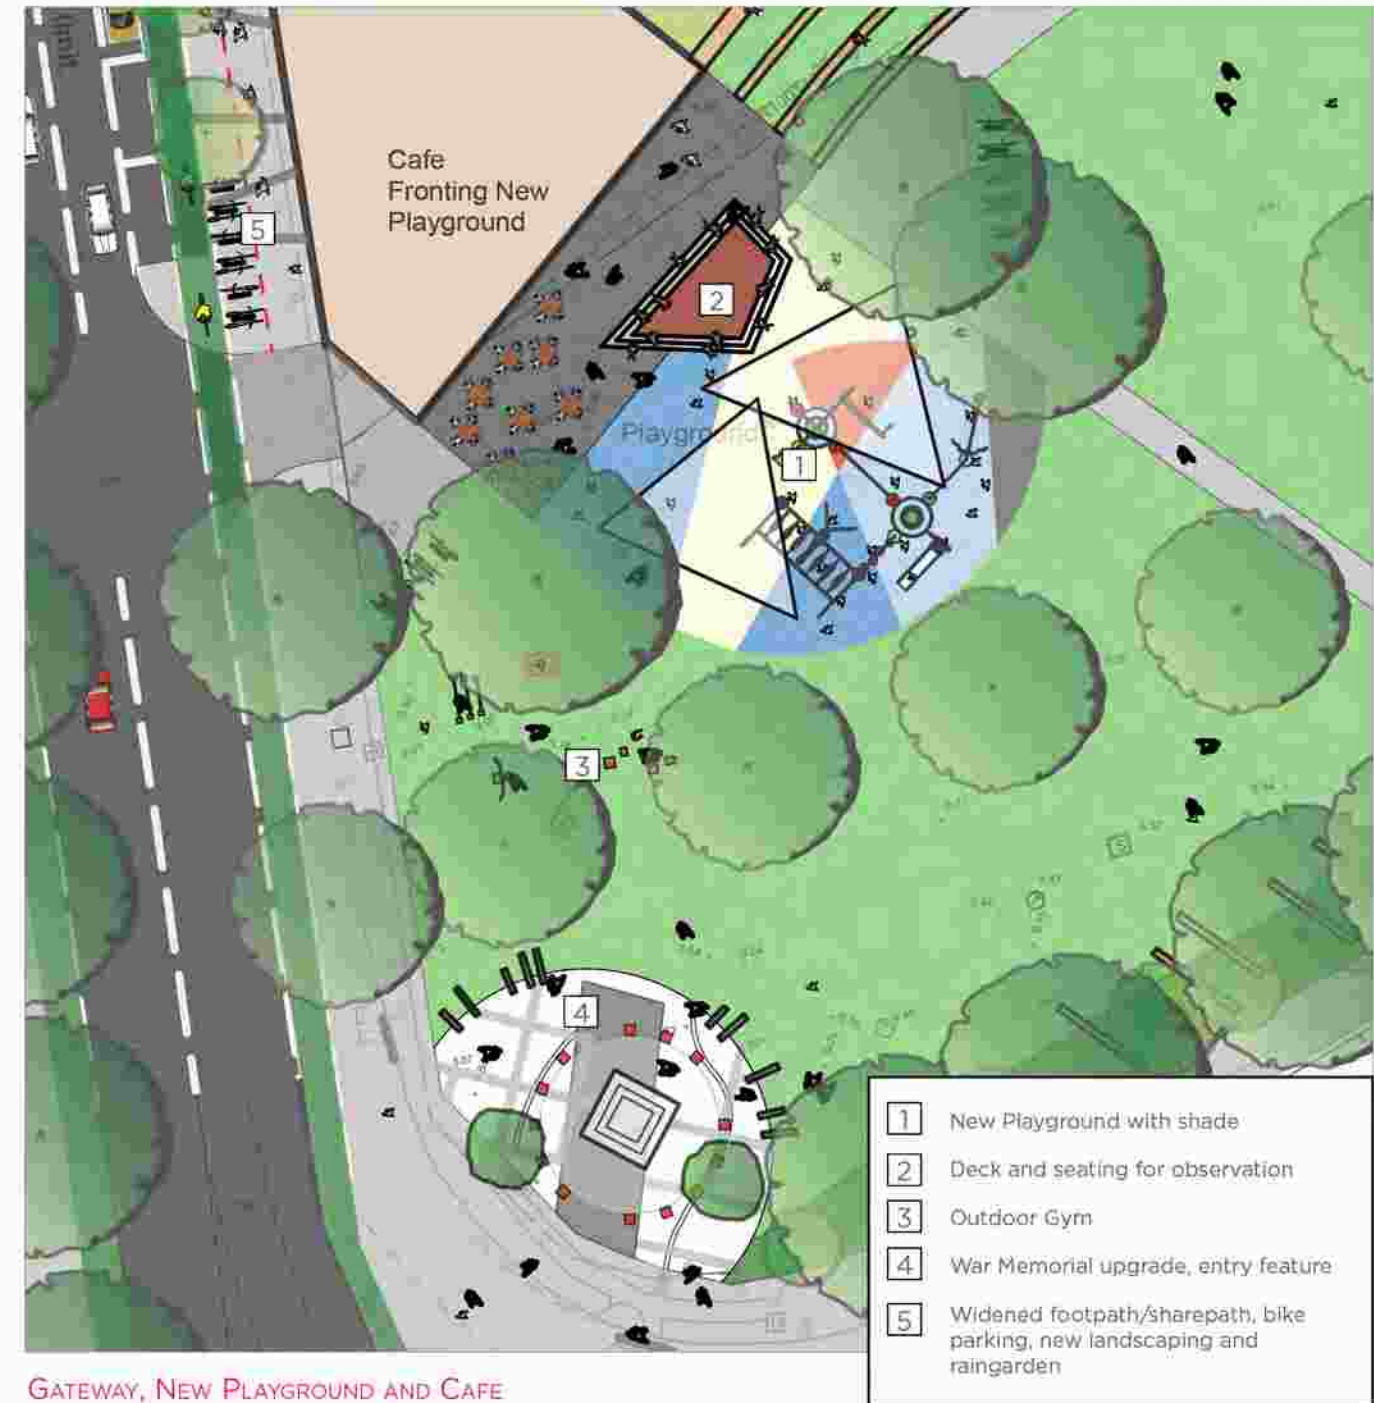 Cafe
Fronting New
Playground
5
2
Playground
1
3
4
1 New Playground with shade
2 Deck and seating for observation
3 Outdoor Gym
4 War Memorial upgrade, entry feature
5 Widened footpath/sharepath, bike
parking, new landscaping and
raingarden
GATEWAY, NEW PLAYGROUND AND CAFE